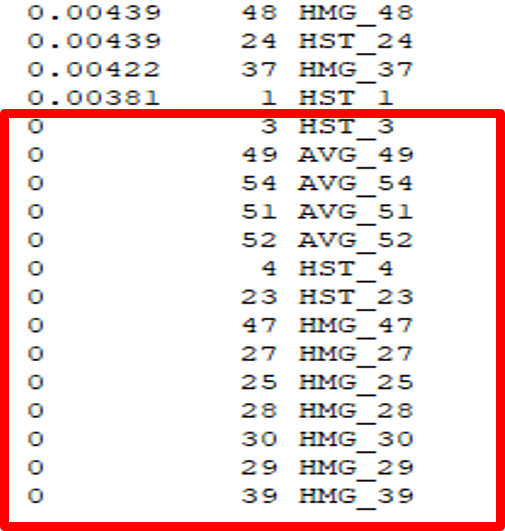 0.00439 48 HMG_48
0.00439 24 HST_24
0.00422 37 HMG_37
0.00381 1 HST_1
0 3 HST_3
0 49 AVG_49
0 54 AVG_54
0 51 AVG_51
0 52 AVG_52
0 4 HST_4
0 23 HST_23
0 47 HMG_47
0 27 HMG_27
0 25 HMG_25
0 28 HMG_28
0 30 HMG_30
0 29 HMG_29
0 39 HMG_39